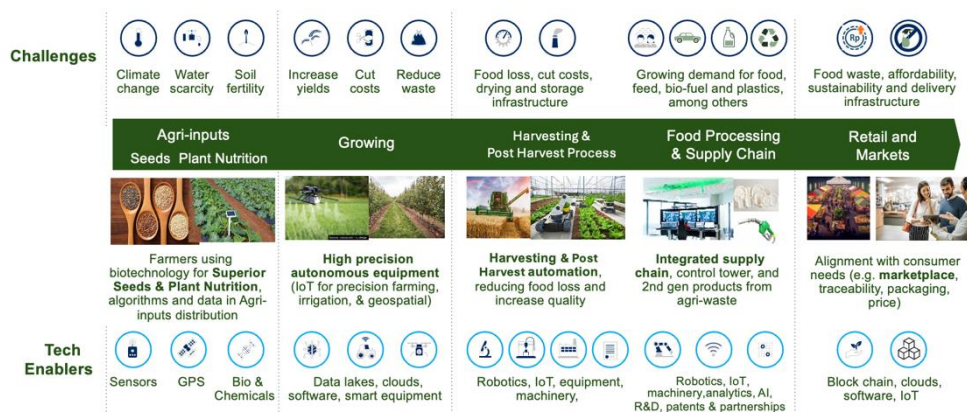 Challenges
Climate
change
Water
scarcity
Soil
fertility
Increase
yields
Cut
costs
Reduce
waste
Food loss, cut costs,
drying and storage
infrastructure
Growing demand for food,
feed, bio-fuel and plastics,
among others
Rp
Food waste, affordability,
sustainability and delivery
infrastructure
Agri-inputs
Seeds Plant Nutrition
Growing
Harvesting &
Post Harvest Process
Food Processing
& Supply Chain
Retail and
Markets
Farmers using
biotechnology for Superior
Seeds & Plant Nutrition,
algorithms and data in Agri-
inputs distribution
High precision
autonomous equipment
(IoT for precision farming,
irrigation, & geospatial)
Harvesting & Post
Harvest automation,
reducing food loss and
increase quality
Integrated supply
chain, control tower, and
2nd gen products from
agri-waste
Alignment with consumer
needs (e.g. marketplace,
traceability, packaging,
price)
Tech
Enablers
Sensors
GPS
Bio &
Chemicals
Data lakes, clouds,
software, smart equipment
Robotics, IoT, equipment,
machinery,
Robotics, IoT,
machinery,analytics, AI,
R&D, patents & partnerships
Block chain, clouds,
software, IoT